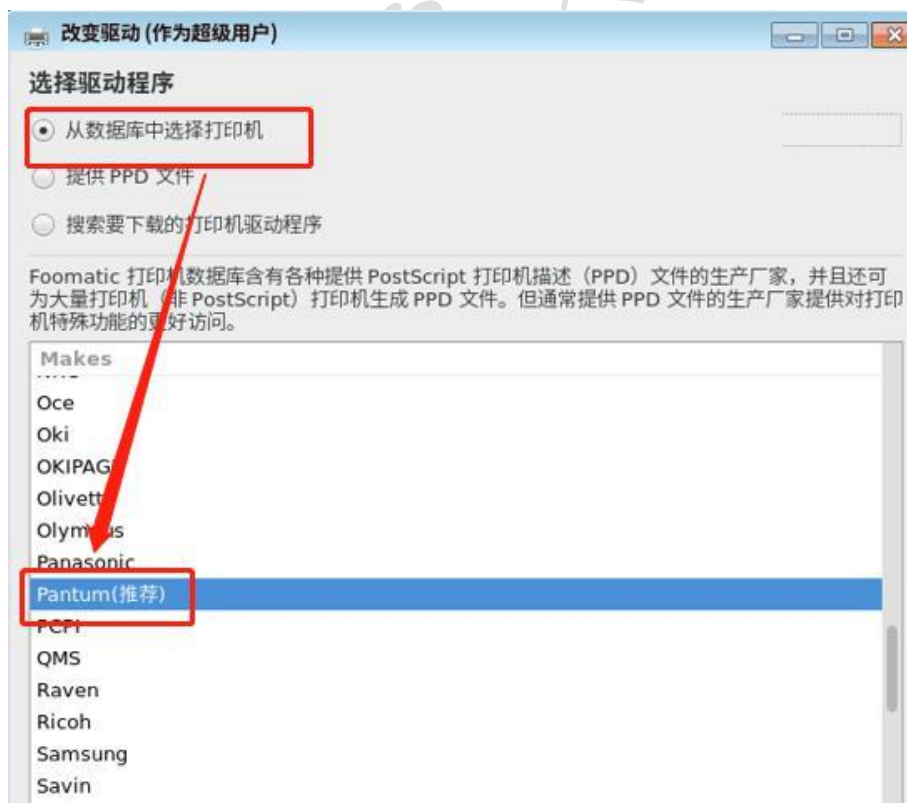 改变驱动 (作为超级用户)
选择驱动程序
从数据库中选择打印机
提供 PPD 文件
搜索要下载的打印机驱动程序
Foomatic 打印机数据库含有各种提供 PostScript 打印机描述（PPD）文件的生产厂家，并且还可
为大量打印机（非 PostScript）打印机生成 PPD 文件。但通常提供 PPD 文件的生产厂家提供对打印
机特殊功能的更好访问。
Makes
Oce
Oki
OKIPAG
Olivett
Olympus
Panasonic
Pantum(推荐)
PCPI
QMS
Raven
Ricoh
Samsung
Savin